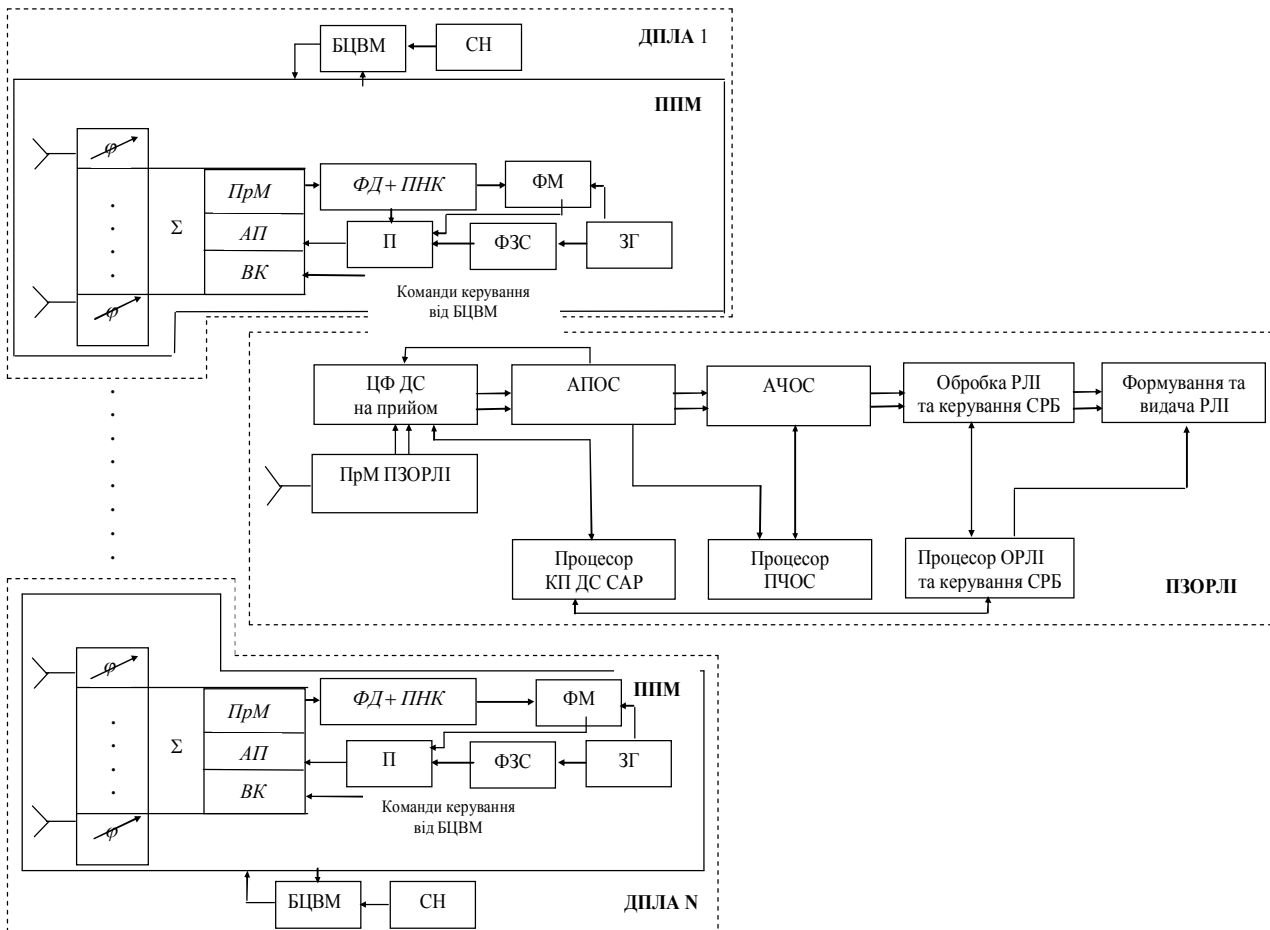 БЦВМ
СН
ДПЛА 1
ППМ
φ
ПрМ
ФД+ПНК
ФМ
Σ
АП
П
ФЗС
ЗГ
ВК
φ
Команди керування
від БЦВМ
ЦФ ДС
на прийом
АПОС
АЧОС
Обробка РЛІ
та керування СРБ
Формування та
видача РЛІ
ПрМ ПЗОРЛІ
Процесор
КП ДС САР
Процесор
ПЧОС
Процесор ОРЛІ
та керування СРБ
ПЗОРЛІ
φ
ППМ
ПрМ
ФД+ПНК
ФМ
Σ
АП
П
ФЗС
ЗГ
ВК
φ
Команди керування
від БЦВМ
БЦВМ
СН
ДПЛА N